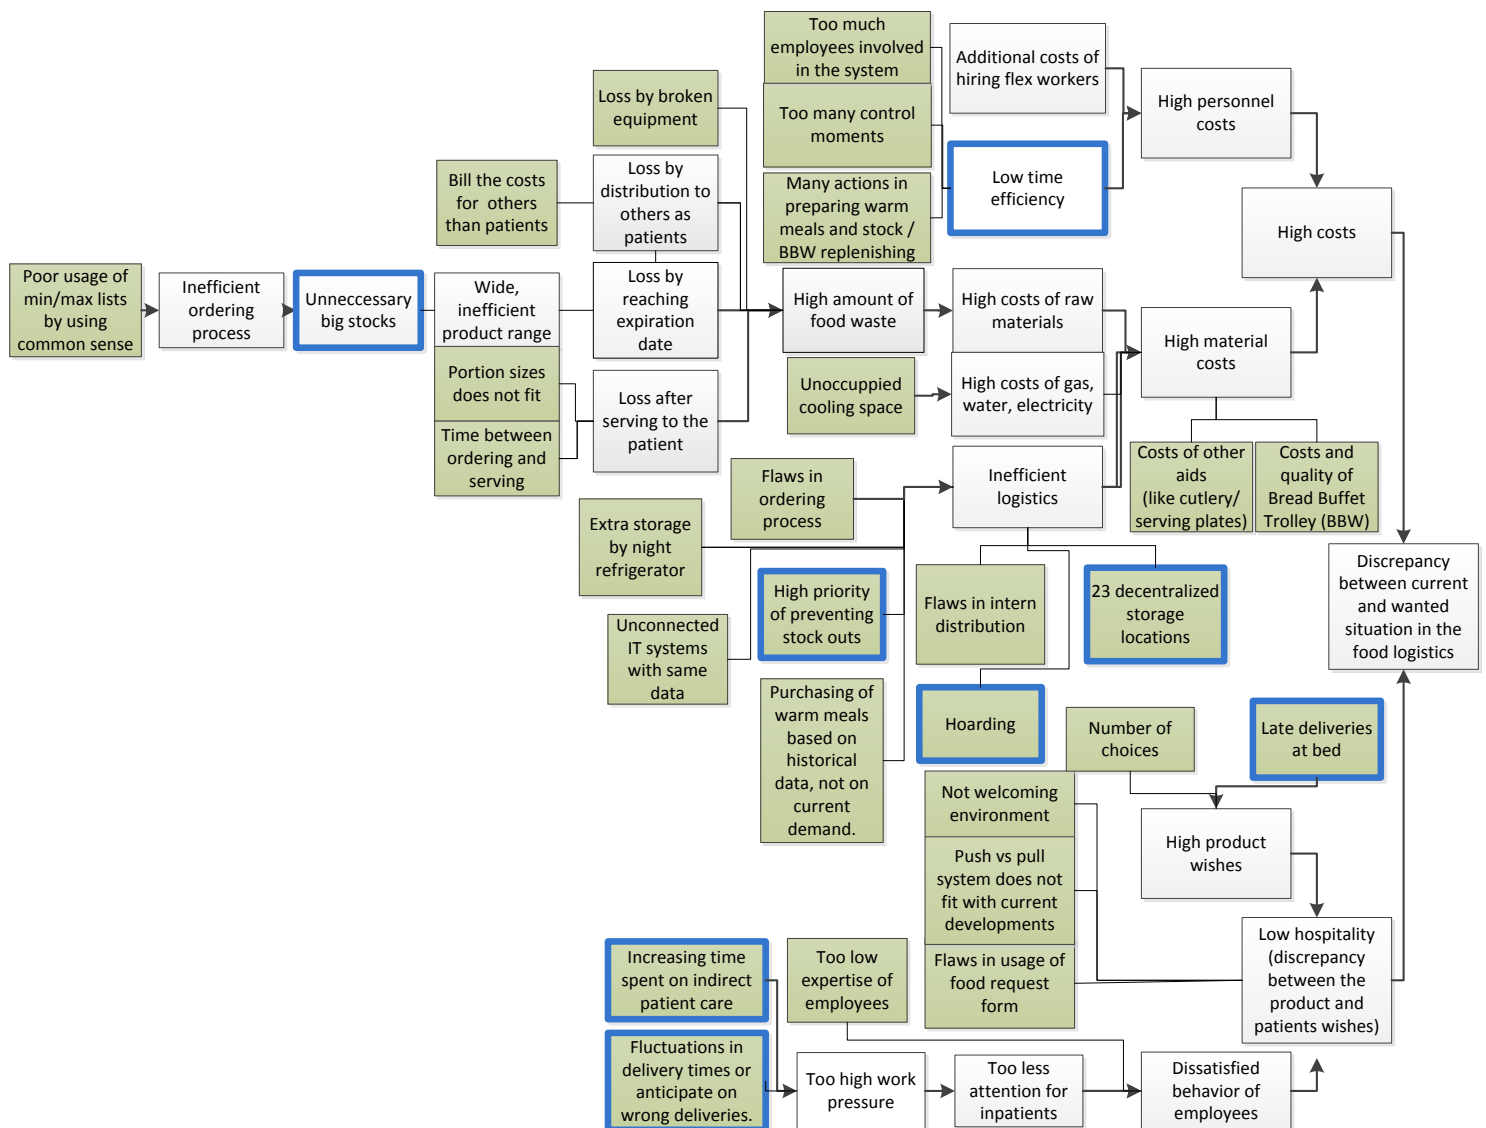 Too much
employees involved
in the system
Additional costs of
hiring flex workers
High personnel
costs
Loss by broken
equipment
Too many control
moments
Bill the costs
for  others
than patients
Loss by
distribution to
others as
patients
Many actions in
preparing warm
meals and stock /
BBW replenishing
Low time
efficiency
High costs
Poor usage of
min/max lists
by using
common sense
Inefficient
ordering
process
Unneccessary
big stocks
Wide,
inefficient
product range
Loss by
reaching
expiration
date
High amount of
food waste
High costs of raw
materials
High material
costs
Portion sizes
does not fit
Loss after
serving to the
patient
Unoccuppied
cooling space
High costs of gas,
water, electricity
Time between
ordering and
serving
Flaws in
ordering
process
Inefficient
logistics
Costs of other
aids
(like cutlery/
serving plates)
Costs and
quality of
Bread Buffet
Trolley (BBW)
Extra storage
by night
refrigerator
High priority
of preventing
stock outs
Flaws in intern
distribution
23 decentralized
storage
locations
Discrepancy
between current
and wanted
situation in the
food logistics
Unconnected
IT systems
with same
data
Purchasing of
warm meals
based on
historical
data, not on
current
demand.
Hoarding
Number of
choices
Late deliveries
at bed
Not welcoming
environment
High product
wishes
Push vs pull
system does not
fit with current
developments
Increasing time
spent on indirect
patient care
Too low
expertise of
employees
Flaws in usage of
food request
form
Low hospitality
(discrepancy
between the
product and
patients wishes)
Fluctuations in
delivery times or
anticipate on
wrong deliveries.
Too high work
pressure
Too less
attention for
inpatients
Dissatisfied
behavior of
employees